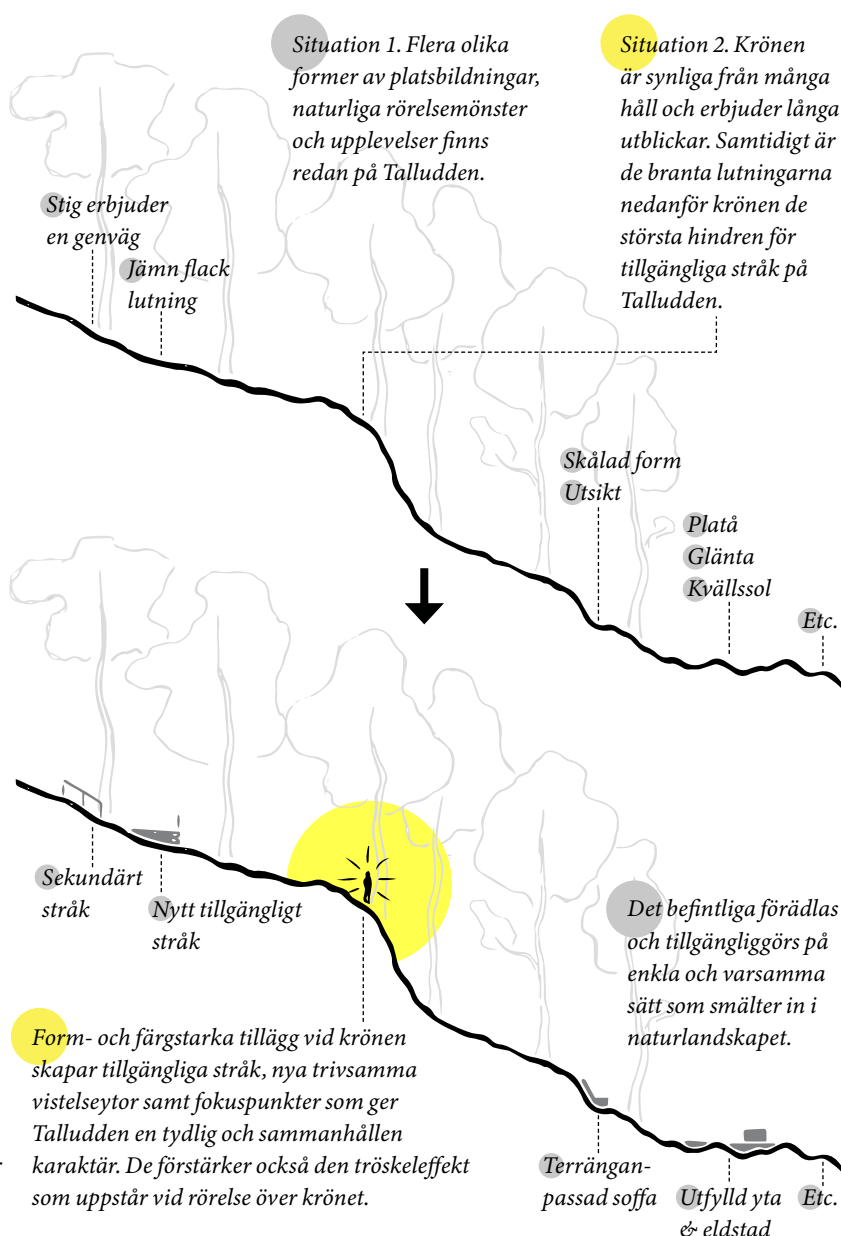 Situation 1. Flera olika
former av platsbildningar,
naturliga rörelsemönster
och upplevelser finns
redan på Talludden.
Situation 2. Krönen
är synliga från många
håll och erbjuder långa
utblickar. Samtidigt är
de branta lutningarna
nedanför krönen de
största hindren för
tillgängliga stråk på
Talludden.
Stig erbjuder
en genväg
Jämn flack
lutning
Skålad form
Utsikt
Platå
Glänta
Kvällssol
Etc.
Sekundärt
stråk
Nytt tillgängligt
stråk
Det befintliga förädlas
och tillgängliggörs på
enkla och varsamma
sätt som smälter in i
naturlandskapet.
Form- och färgstarka tillägg vid krönen
skapar tillgängliga stråk, nya trivsamma
vistelseytor samt fokuspunkter som ger
Talludden en tydlig och sammanhållen
karaktär. De förstärker också den tröskeleffekt
som uppstår vid rörelse över krönet.
Terrängan-
passad soffa
Utfylld yta
& eldstad
Etc.